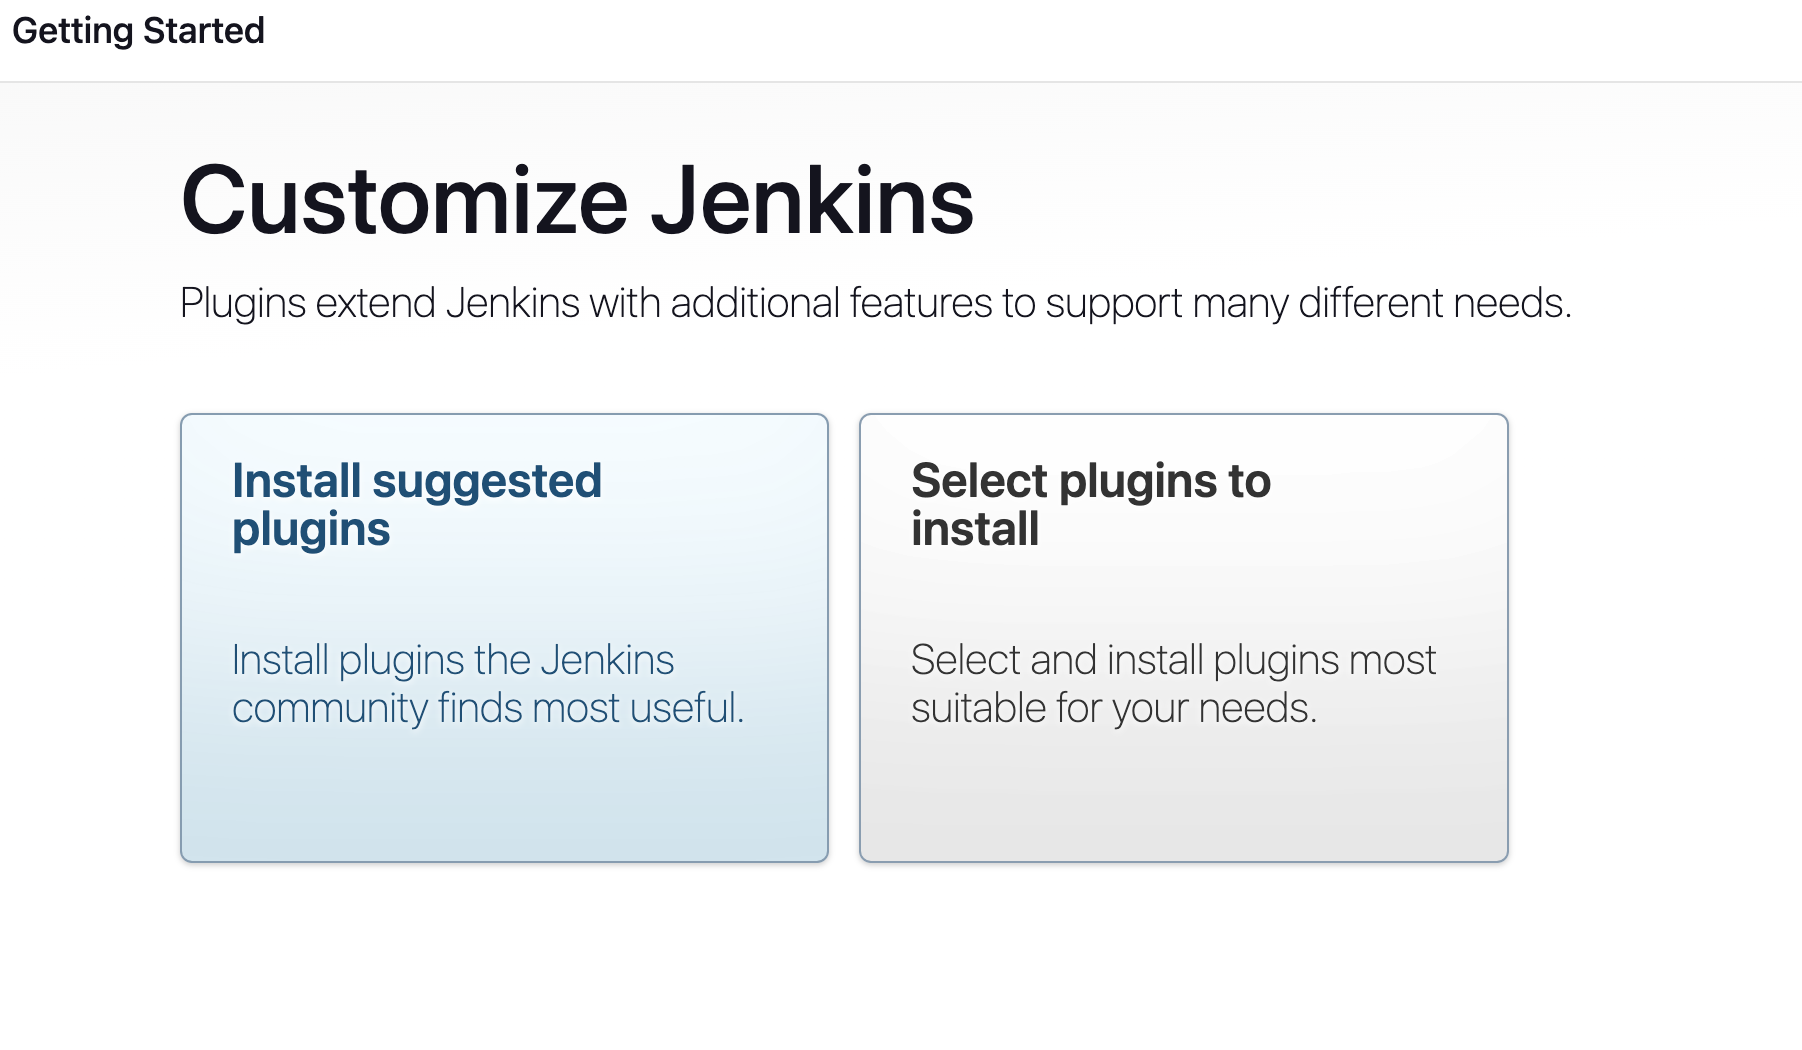 Getting Started
Customize Jenkins
Plugins extend Jenkins with additional features to support many different needs.
Install suggested
plugins
Install plugins the Jenkins
community finds most useful.
Select plugins to
install
Select and install plugins most
suitable for your needs.